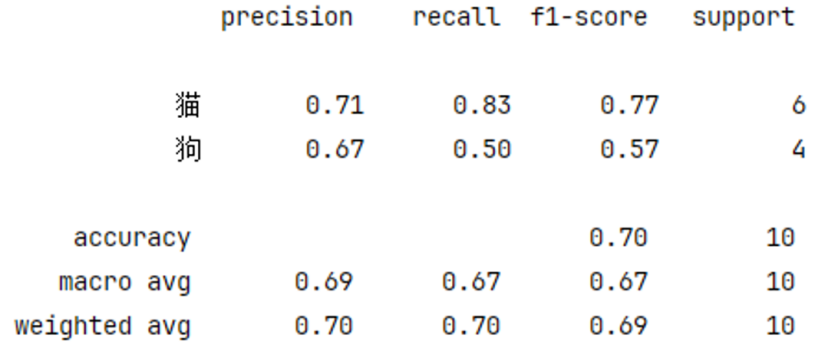 precision recall f1-score support
猫 0.71 0.83 0.77 6
狗 0.67 0.50 0.57 4
accuracy 0.70 10
macro avg 0.69 0.67 0.67 10
weighted avg 0.70 0.70 0.69 10